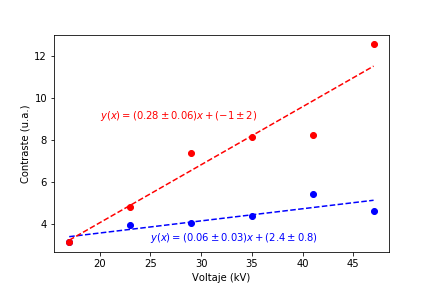 12
10
8
6
4
Contraste (u.a.)
y(x) = (0.28 ± 0.06)x + (−1 ± 2)
y(x) = (0.06 ± 0.03)x + (2.4 ± 0.8)
20 25 30 35 40 45
Voltaje (kV)